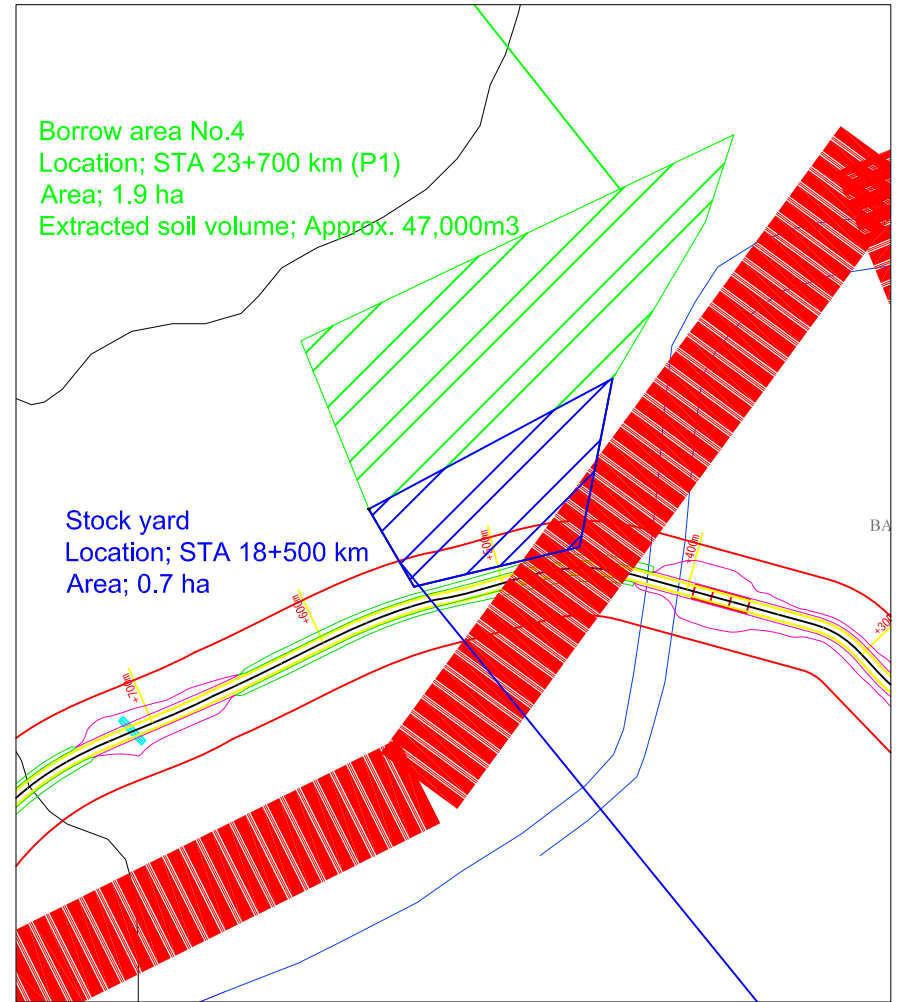 Borrow area No.4
Location; STA 23+700 km (P1)
Area; 1.9 ha
Extracted soil volume; Approx. 47,000m3
Stock yard
Location; STA 18+500 km
Area; 0.7 ha
BA
+700m
+600m
+500m
+400m
+300